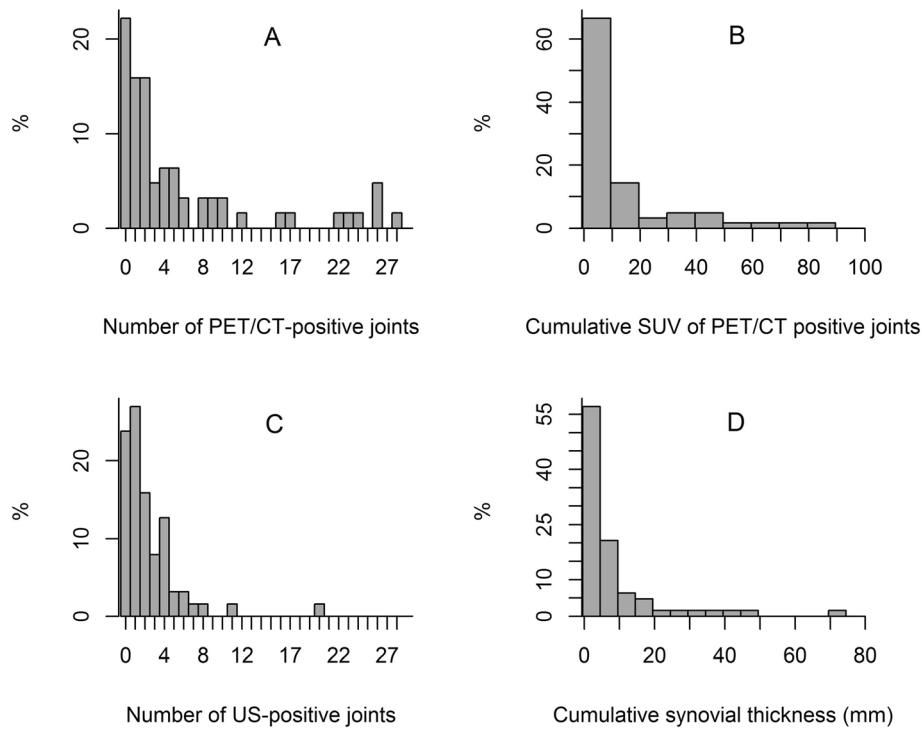 A
%
20
10
0
0 4 8 12 17 22 27
Number of PET/CT-positive joints
B
%
60
40
20
0
0 20 40 60 80 100
Cumulative SUV of PET/CT positive joints
C
%
20
10
0
0 4 8 12 17 22 27
Number of US-positive joints
D
%
55
40
25
10
0
0 20 40 60 80
Cumulative synovial thickness (mm)